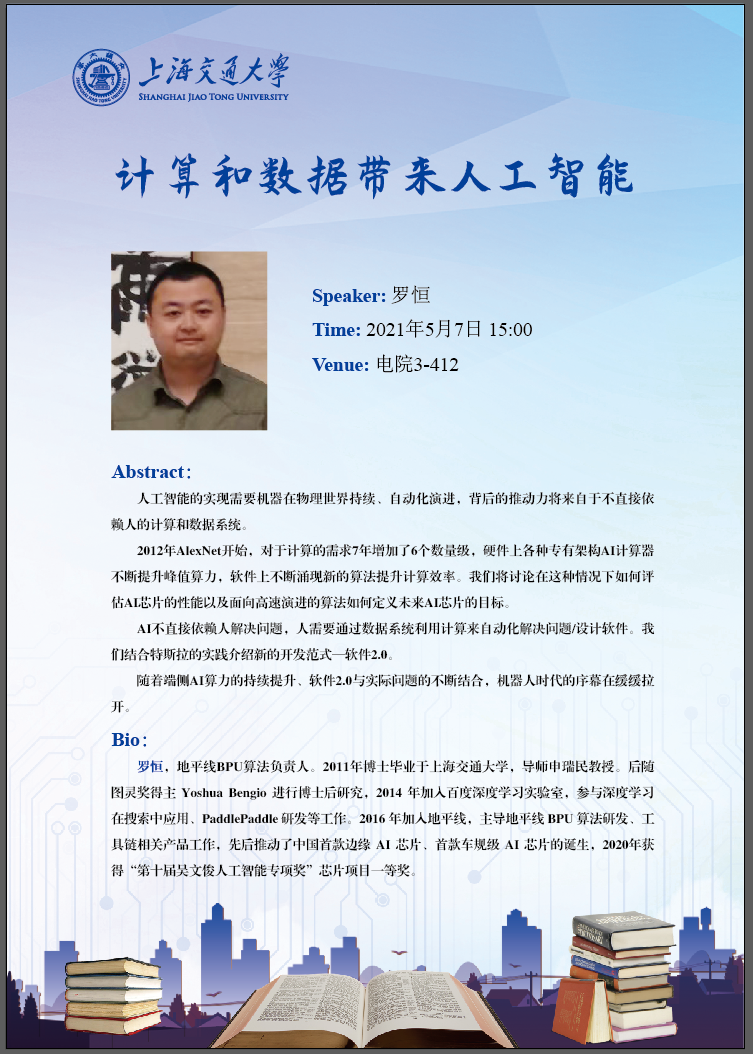 上海交通大學
SHANGHAI JIAO TONG UNIVERSITY
计算和数据带来人工智能
Speaker: 罗恒
Time: 2021年5月7日 15:00
Venue: 电院3-412
Abstract:
人工智能的实现需要机器在物理世界持续、自动化演进，背后的推动力将来自于不直接依
赖人的计算和数据系统。
2012年AlexNet开始，对于计算的需求7年增加了6个数量级，硬件上各种专有架构AI计算器
不断提升峰值算力，软件上不断涌现新的算法提升计算效率。我们将讨论在这种情况下如何评
估AI芯片的性能以及面向高速演进的算法如何定义未来AI芯片的目标。
AI不直接依赖人解决问题，人需要通过数据系统利用计算来自动化解决问题/设计软件。我
们结合特斯拉的实践介绍新的开发范式—软件2.0。
随着端侧AI算力的持续提升、软件2.0与实际问题的不断结合，机器人时代的序幕在缓缓拉
开。
Bio:
罗恒，地平线BPU算法负责人。2011年博士毕业于上海交通大学，导师申瑞民教授。后随
图灵奖得主 Yoshua Bengio 进行博士后研究，2014 年加入百度深度学习实验室，参与深度学习
在搜索中应用、PaddlePaddle 研发等工作。2016 年加入地平线，主导地平线 BPU 算法研发、工
具链相关产品工作，先后推动了中国首款边缘 AI 芯片、首款车规级 AI 芯片的诞生，2020年获
得“第十届吴文俊人工智能专项奖”芯片项目一等奖。